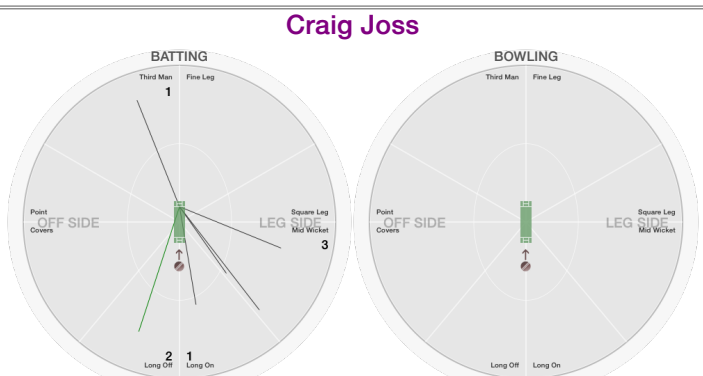 Craig Joss
BATTING
Third Man Fine Leg
1
Point
OFF SIDE
Covers
Square Leg
LEG SIDE
Mid Wicket
3
2 1
Long Off Long On
BOWLING
Third Man Fine Leg
Point
OFF SIDE
Covers
Square Leg
LEG SIDE
Mid Wicket
Long Off Long On